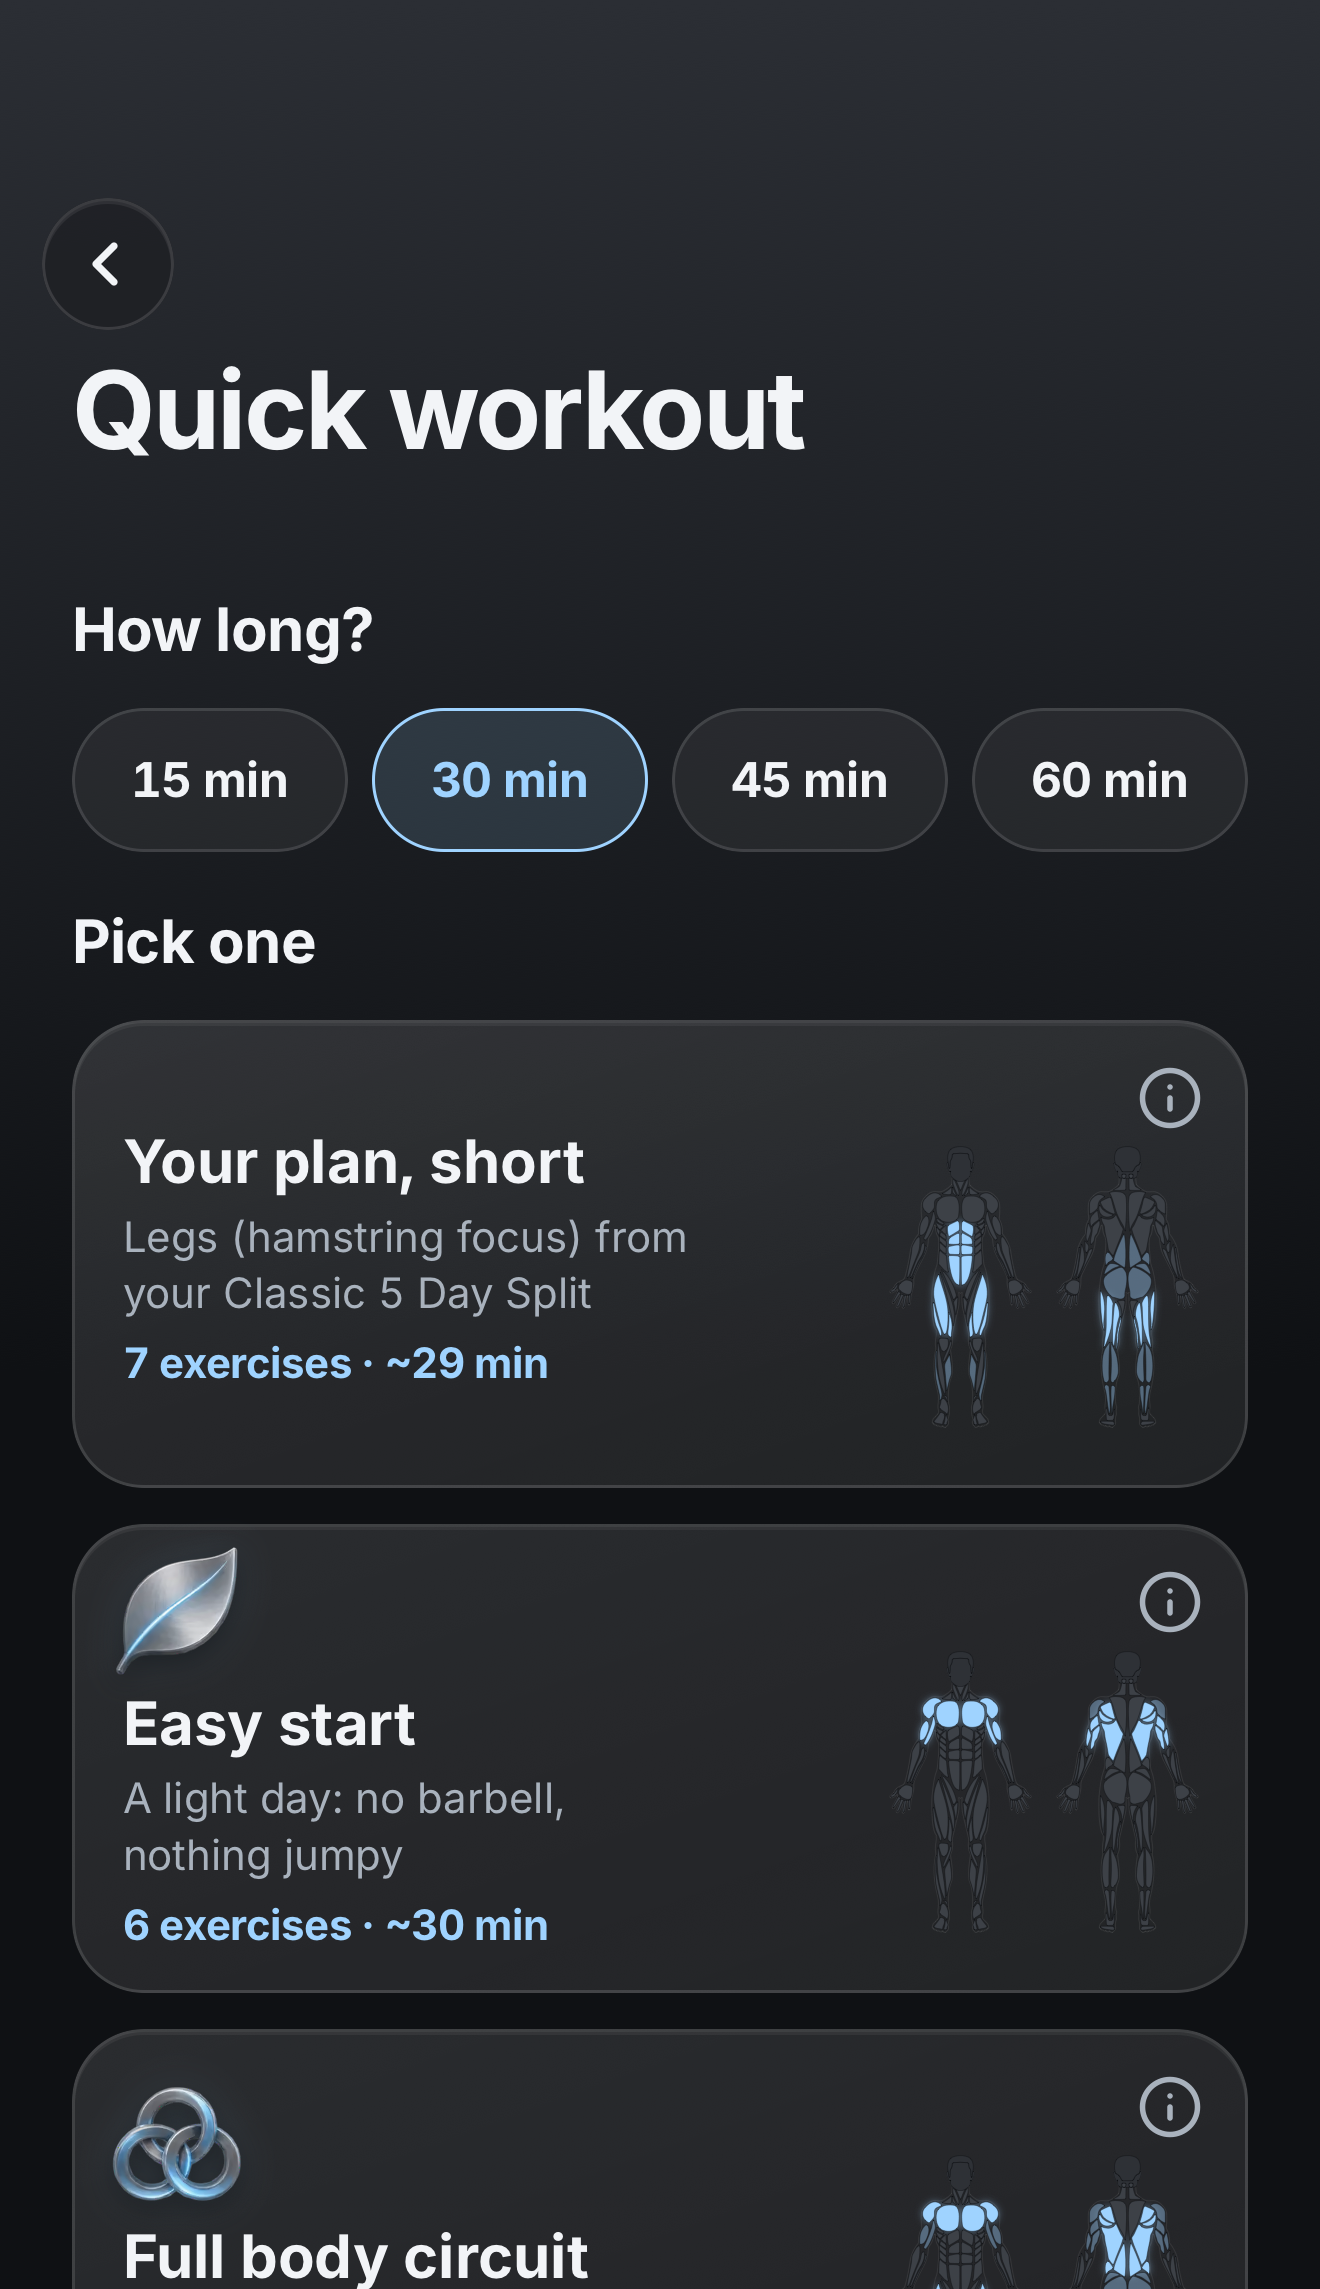 Quick workout
How long?
15 min
30 min
45 min
60 min
Pick one
Your plan, short
Legs (hamstring focus) from
your Classic 5 Day Split
7 exercises · ~29 min
Easy start
A light day: no barbell,
nothing jumpy
6 exercises · ~30 min
Full body circuit